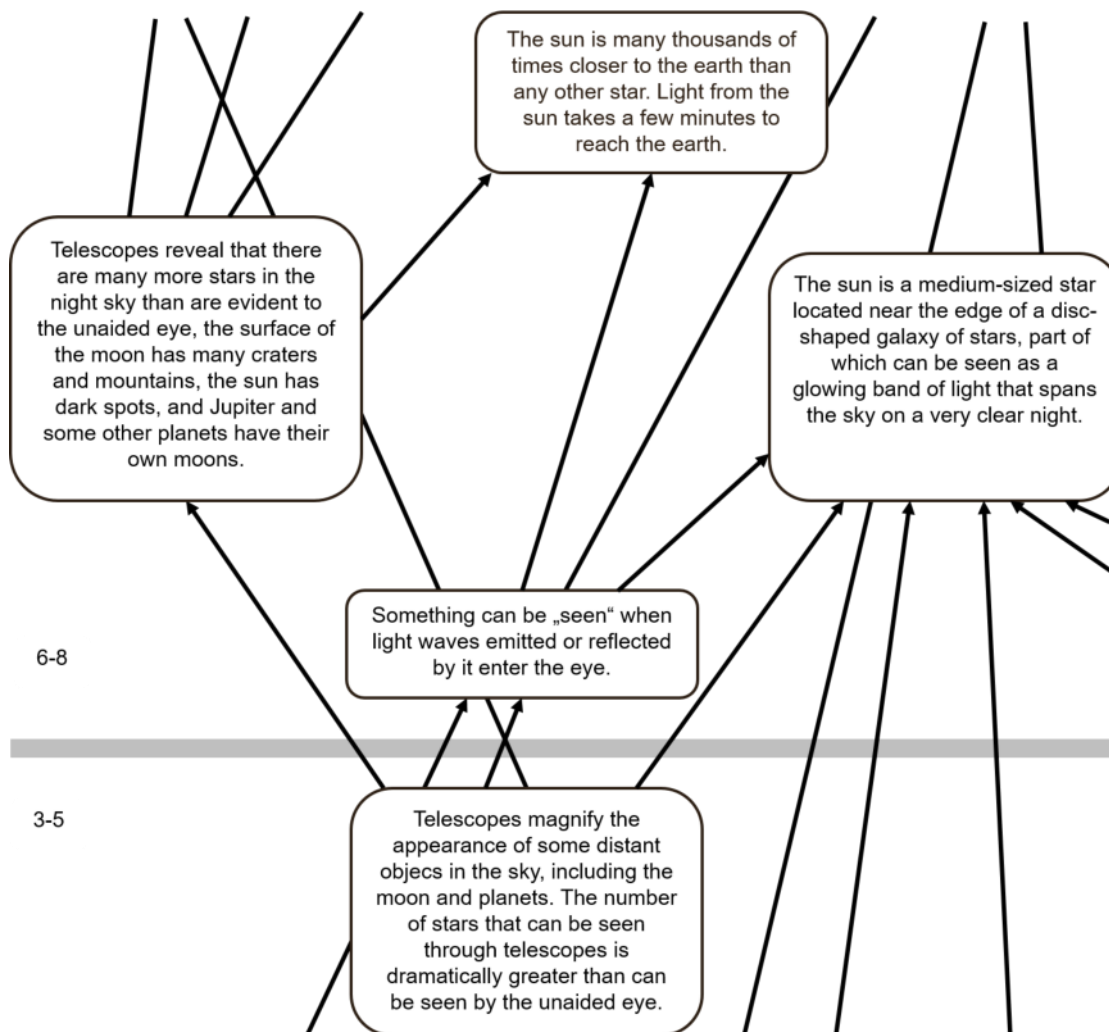 The sun is many thousands of
times closer to the earth than
any other star. Light from the
sun takes a few minutes to
reach the earth.
Telescopes reveal that there
are many more stars in the
night sky than are evident to
the unaided eye, the surface of
the moon has many craters
and mountains, the sun has
dark spots, and Jupiter and
some other planets have their
own moons.
The sun is a medium-sized star
located near the edge of a disc-
shaped galaxy of stars, part of
which can be seen as a
glowing band of light that spans
the sky on a very clear night.
Something can be „seen“ when
light waves emitted or reflected
by it enter the eye.
6-8
3-5
Telescopes magnify the
appearance of some distant
objecs in the sky, including the
moon and planets. The number
of stars that can be seen
through telescopes is
dramatically greater than can
be seen by the unaided eye.